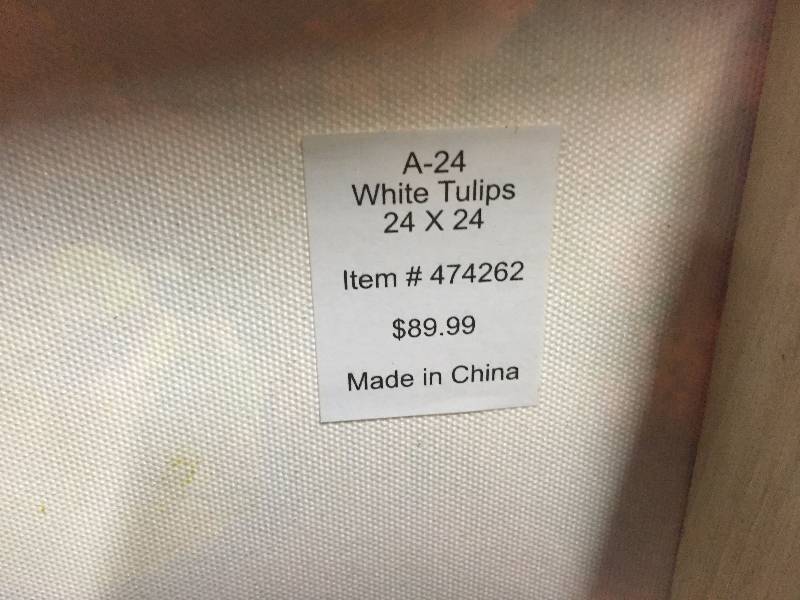 A-24
White Tulips
24 X 24
Item # 474262
$89.99
Made in China